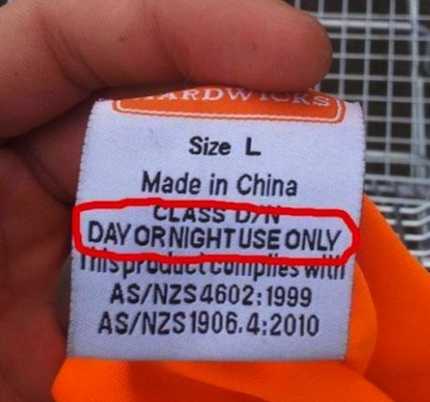 HARDWICKS
Size L
Made in China
CLASS D/N
DAY OR NIGHT USE ONLY
This product complies with
AS/NZS 4602:1999
AS/NZS 1906.4:2010